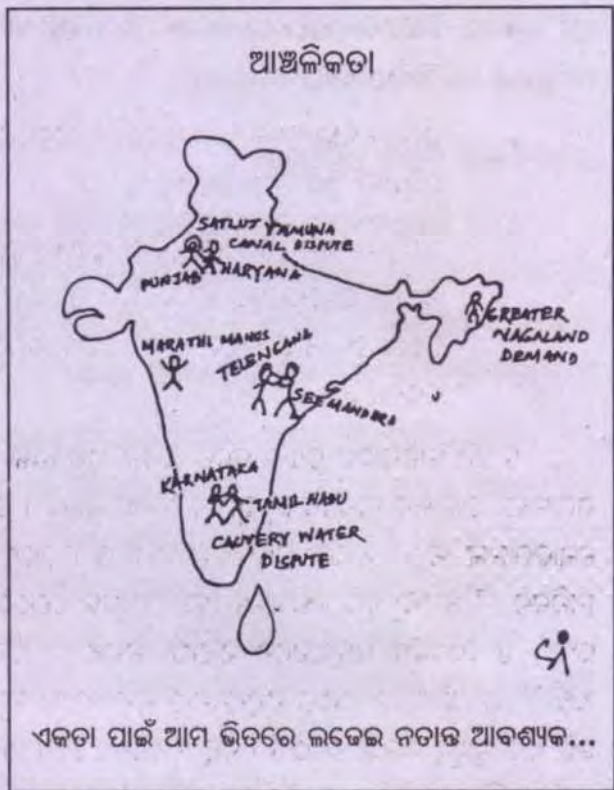 ଆଞ୍ଚଳିକତା
SATLUJ YAMUNA
CANAL DISPUTE
PUNJAB HARYANA
MARATHI MANUS
TELENGANA
SEEMANDHRA
GREATER
NAGALAND
DEMAND
KARNATAKA
TAMIL NADU
CAUVERY WATER
DISPUTE
ଏକତା ପାଇଁ ଆମ ଭିତରେ ଲଢେଇ ନତାନ୍ତ ଆବଶ୍ୟକ...